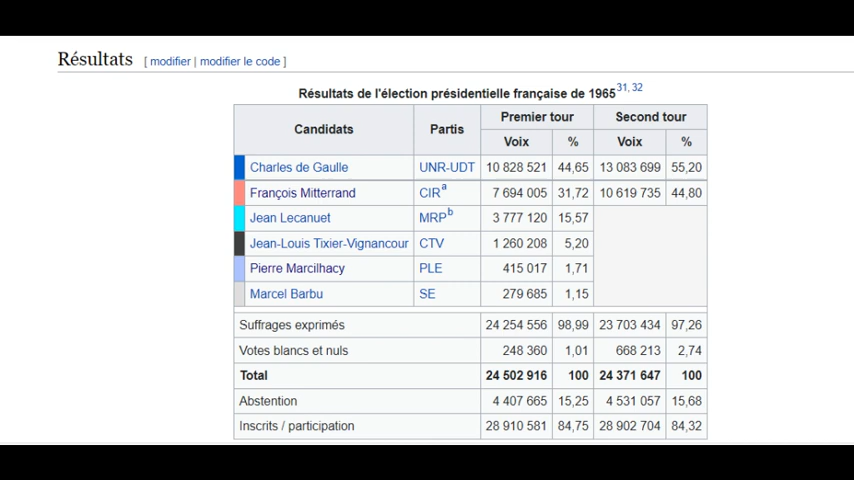 Résultats [ modifier | modifier le code ]
Résultats de l'élection présidentielle française de 1965 31, 32
Candidats Partis Premier tour Second tour
Voix % Voix %
Charles de Gaulle UNR-UDT 10 828 521 44,65 13 083 699 55,20
François Mitterrand CIR a 7 694 005 31,72 10 619 735 44,80
Jean Lecanuet MRP b 3 777 120 15,57
Jean-Louis Tixier-Vignancour CTV 1 260 208 5,20
Pierre Marcilhacy PLE 415 017 1,71
Marcel Barbu SE 279 685 1,15
Suffrages exprimés 24 254 556 98,99 23 703 434 97,26
Votes blancs et nuls 248 360 1,01 668 213 2,74
Total 24 502 916 100 24 371 647 100
Abstention 4 407 665 15,25 4 531 057 15,68
Inscrits / participation 28 910 581 84,75 28 902 704 84,32